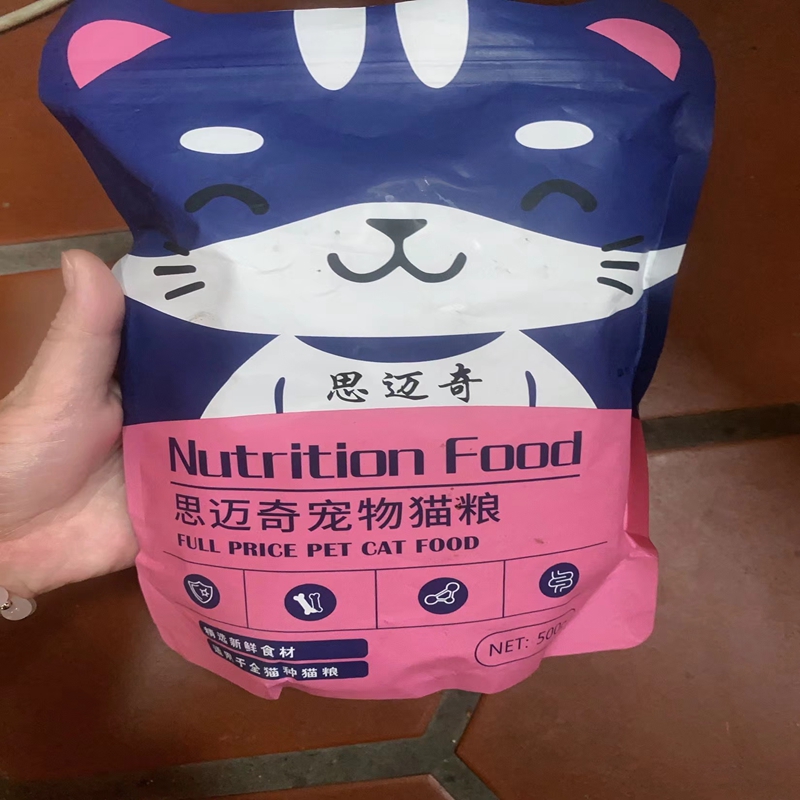 思迈奇
Nutrition Food
思迈奇宠物猫粮
FULL PRICE PET CAT FOOD
精选新鲜食材
适用于全猫种猫粮
NET: 500g